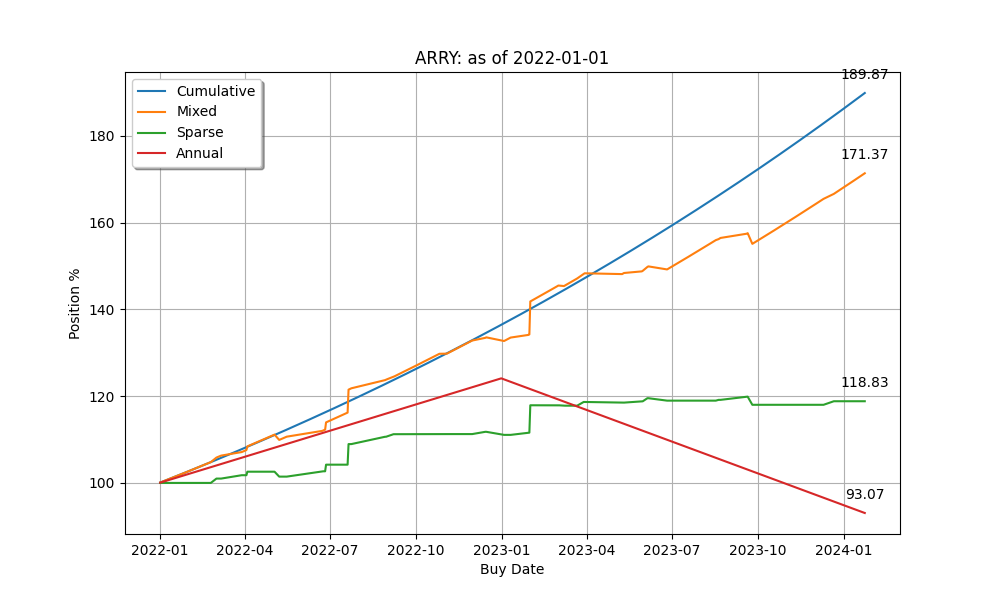 ARRY: as of 2022-01-01
Cumulative
Mixed
Sparse
Annual
189.87
171.37
118.83
93.07
Position %
180
160
140
120
100
2022-01 2022-04 2022-07 2022-10 2023-01 2023-04 2023-07 2023-10 2024-01
Buy Date